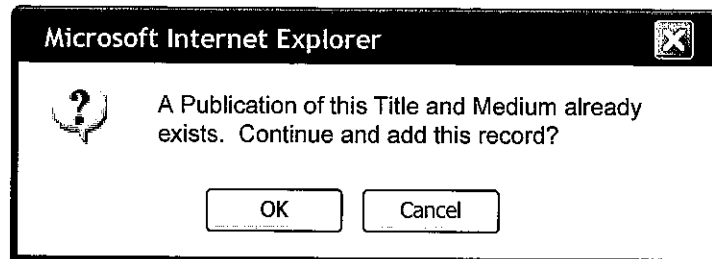 Microsoft Internet Explorer
A Publication of this Title and Medium already
exists. Continue and add this record?
OK Cancel